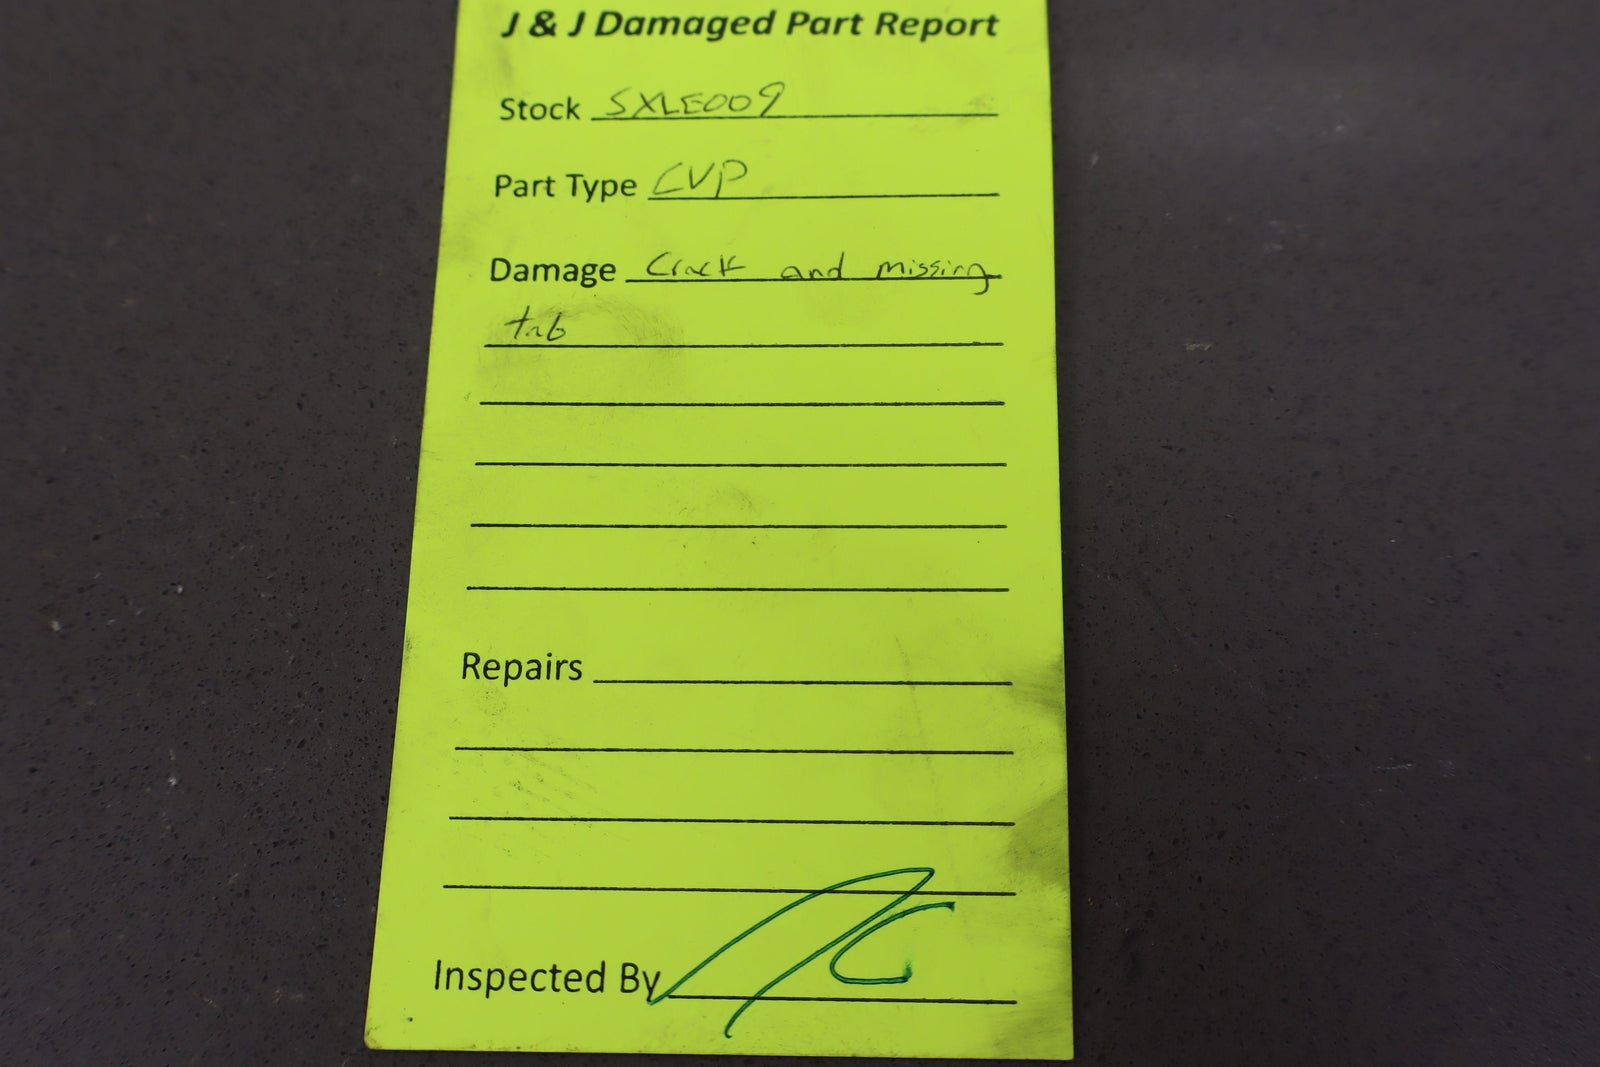 J & J Damaged Part Report
Stock SXLE009
Part Type CVP
Damage Crack and missing
tab
Repairs
Inspected By